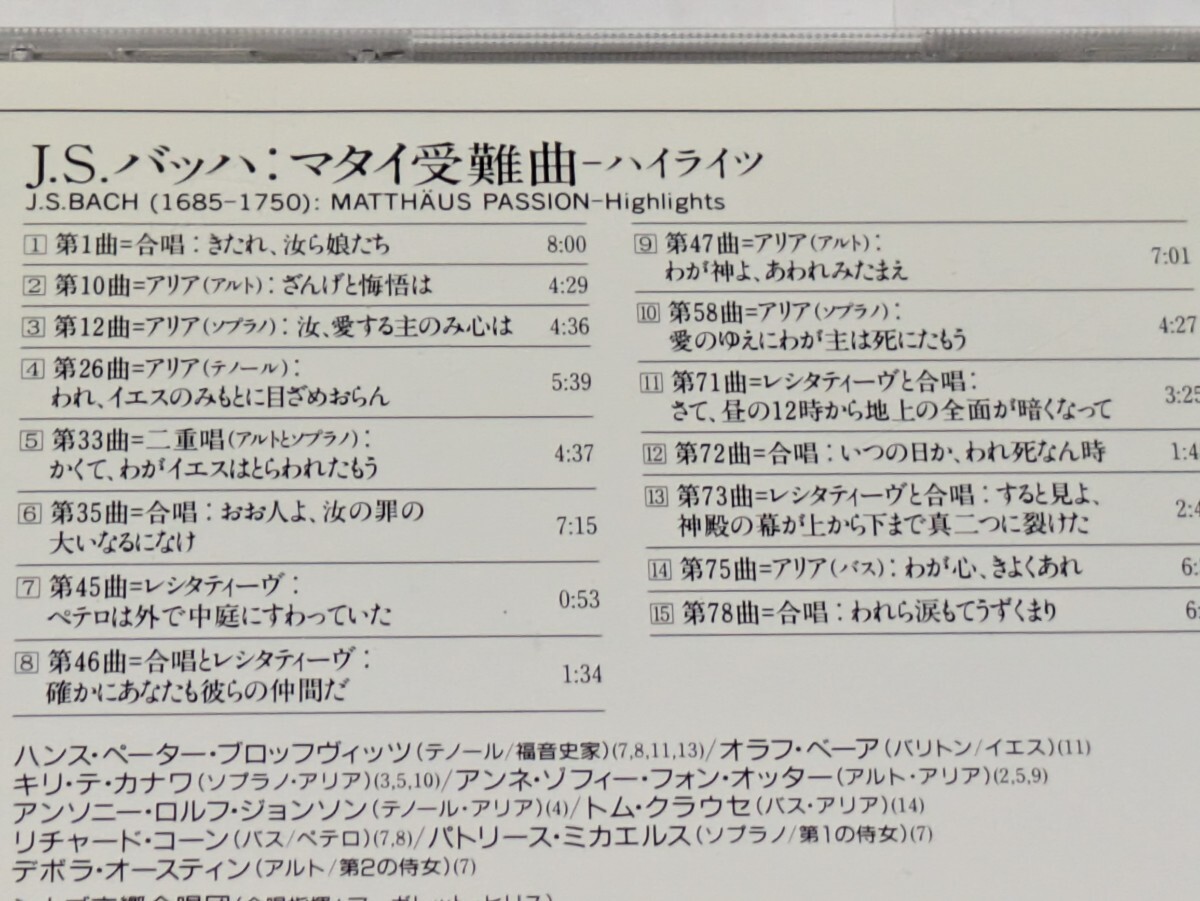 J.S.バッハ：マタイ受難曲－ハイライツ
J.S.BACH (1685–1750): MATTHÄUS PASSION–Highlights
1 第1曲=合唱：きたれ、汝ら娘たち 8:00
2 第10曲=アリア(アルト)：ざんげと悔悟は 4:29
3 第12曲=アリア(ソプラノ)：汝、愛する主のみ心は 4:36
4 第26曲=アリア(テノール)：
われ、イエスのみもとに目ざめおらん 5:39
5 第33曲=二重唱(アルトとソプラノ)：
かくて、わがイエスはとらわれたもう 4:37
6 第35曲=合唱：おお人よ、汝の罪の
大いなるになけ 7:15
7 第45曲=レシタティーヴ：
ペテロは外で中庭にすわっていた 0:53
8 第46曲=合唱とレシタティーヴ：
確かにあなたも彼らの仲間だ 1:34
9 第47曲=アリア(アルト)：
わが神よ、あわれみたまえ 7:01
10 第58曲=アリア(ソプラノ)：
愛のゆえにわが主は死にたもう 4:27
11 第71曲=レシタティーヴと合唱：
さて、昼の12時から地上の全面が暗くなって 3:25
12 第72曲=合唱：いつの日か、われ死なん時 1:4
13 第73曲=レシタティーヴと合唱：すると見よ、
神殿の幕が上から下まで真二つに裂けた 2:4
14 第75曲=アリア(バス)：わが心、きよくあれ 6:
15 第78曲=合唱：われら涙もてうずくまり 6:
ハンス・ペーター・ブロッフヴィッツ(テノール/福音史家)(7,8,11,13)/オラフ・ベーア(バリトン/イエス)(11)
キリ・テ・カナワ(ソプラノ・アリア)(3,5,10)/アンネ・ゾフィー・フォン・オッター(アルト・アリア)(2,5,9)
アンソニー・ロルフ・ジョンソン(テノール・アリア)(4)/トム・クラウセ(バス・アリア)(14)
リチャード・コーン(バス/ペテロ)(7,8)/パトリース・ミカエルス(ソプラノ/第1の侍女)(7)
デボラ・オースティン(アルト/第2の侍女)(7)